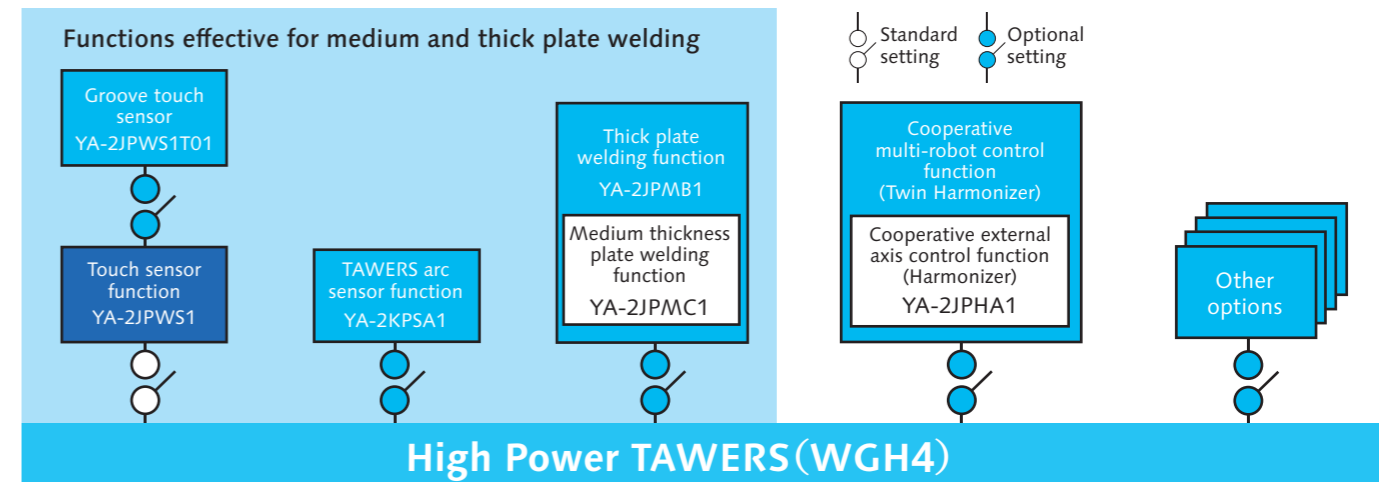 Functions effective for medium and thick plate welding
Standard
setting
Optional
setting
Groove touch
sensor
YA-2JPWS1T01
Touch sensor
function
YA-2JPWS1
TAWERS arc
sensor function
YA-2KPSA1
Thick plate
welding function
YA-2JPMB1
Medium thickness
plate welding
function
YA-2JPMC1
Cooperative
multi-robot control
function
(Twin Harmonizer)
Cooperative external
axis control function
(Harmonizer)
YA-2JPHA1
Other
options
High Power TAWERS(WGH4)